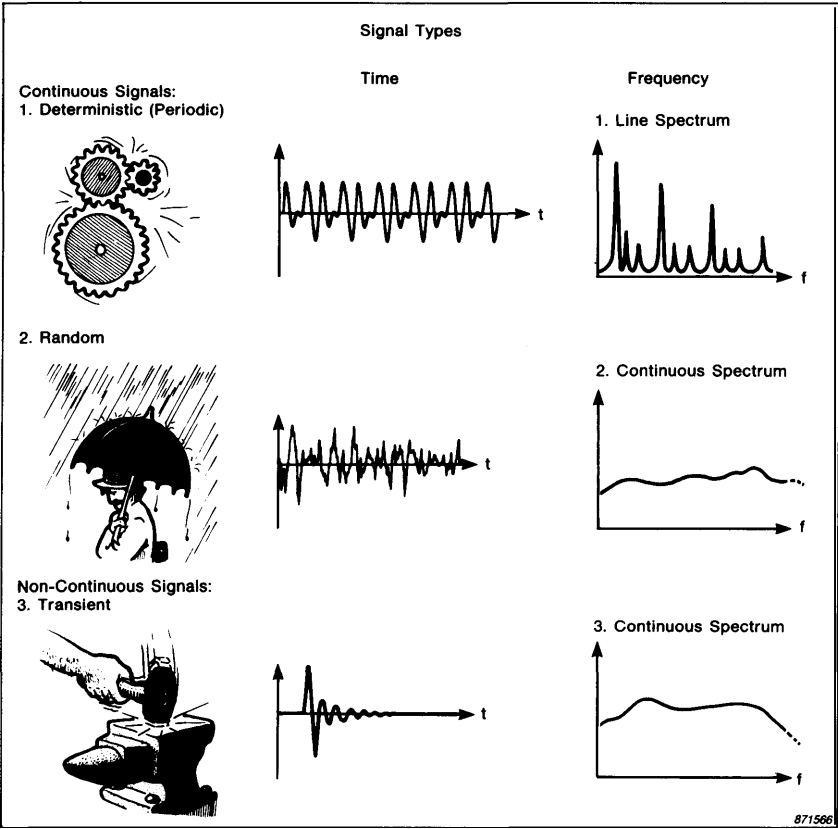 Signal Types
Time
Frequency
Continuous Signals:
1. Deterministic (Periodic)
t
1. Line Spectrum
f
2. Random
t
2. Continuous Spectrum
f
Non-Continuous Signals:
3. Transient
t
3. Continuous Spectrum
f
871566